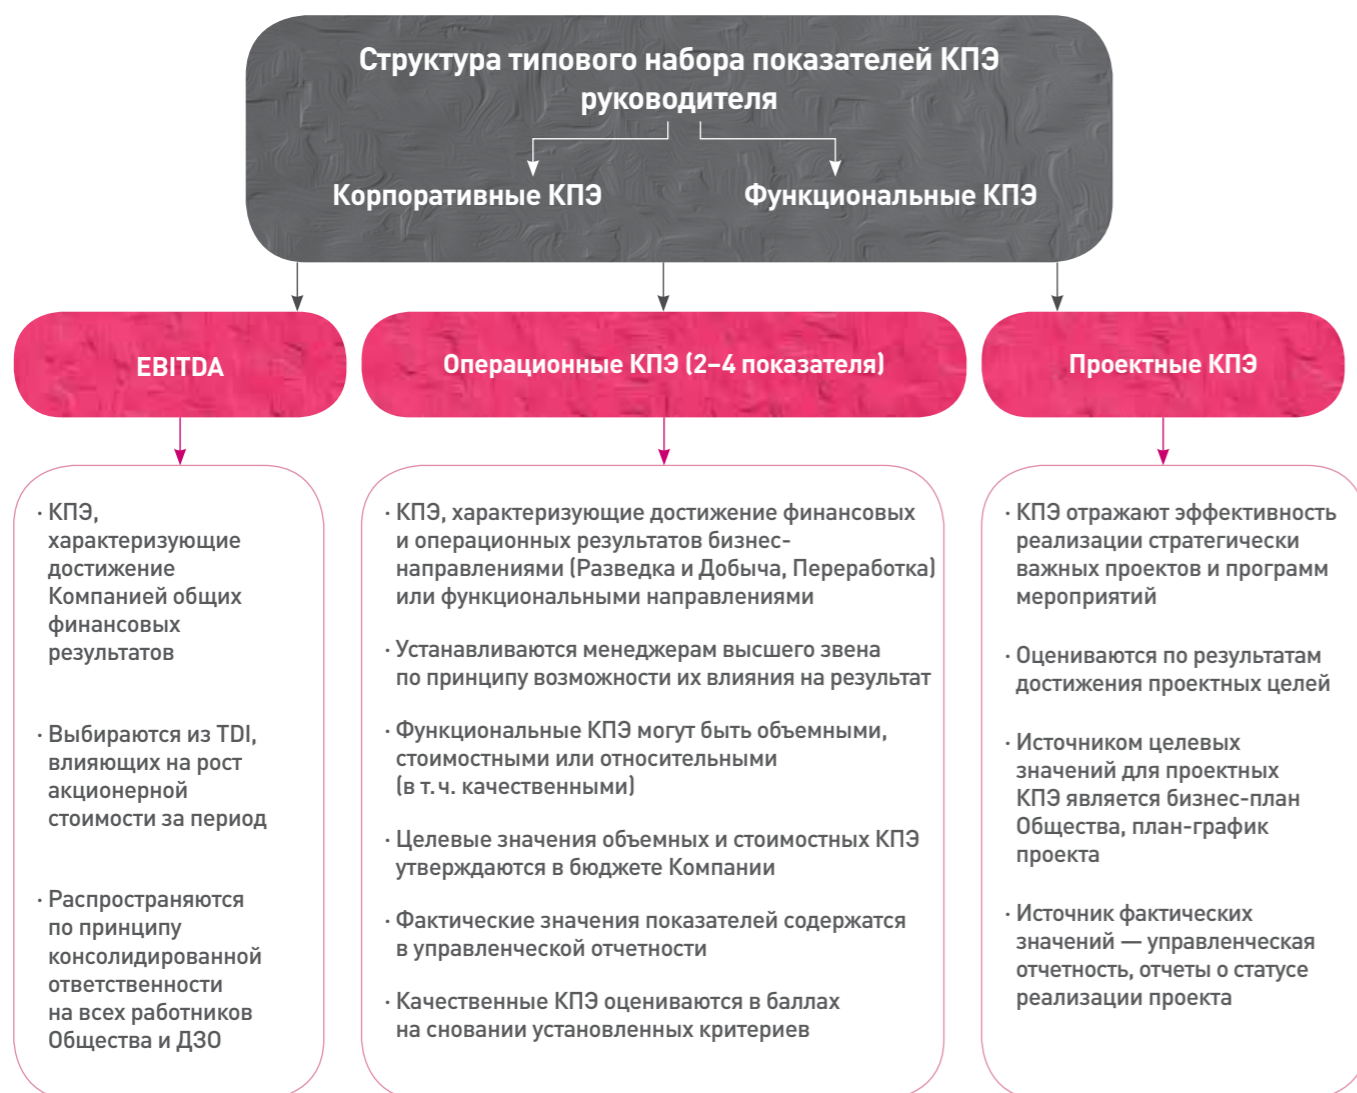 Структура типового набора показателей КПЭ
руководителя
Корпоративные КПЭ
Функциональные КПЭ
EBITDA
· КПЭ,
характеризующие
достижение
Компанией общих
финансовых
результатов
· Выбираются из TDI,
влияющих на рост
акционерной
стоимости за период
· Распространяются
по принципу
консолидированной
ответственности
на всех работников
Общества и ДЗО
Операционные КПЭ (2–4 показателя)
· КПЭ, характеризующие достижение финансовых
и операционных результатов бизнес-
направлениями (Разведка и Добыча, Переработка)
или функциональными направлениями
· Устанавливаются менеджерам высшего звена
по принципу возможности их влияния на результат
· Функциональные КПЭ могут быть объемными,
стоимостными или относительными
(в т. ч. качественными)
· Целевые значения объемных и стоимостных КПЭ
утверждаются в бюджете Компании
· Фактические значения показателей содержатся
в управленческой отчетности
· Качественные КПЭ оцениваются в баллах
на сновании установленных критериев
Проектные КПЭ
· КПЭ отражают эффективность
реализации стратегически
важных проектов и программ
мероприятий
· Оцениваются по результатам
достижения проектных целей
· Источником целевых
значений для проектных
КПЭ является бизнес-план
Общества, план-график
проекта
· Источник фактических
значений — управленческая
отчетность, отчеты о статусе
реализации проекта